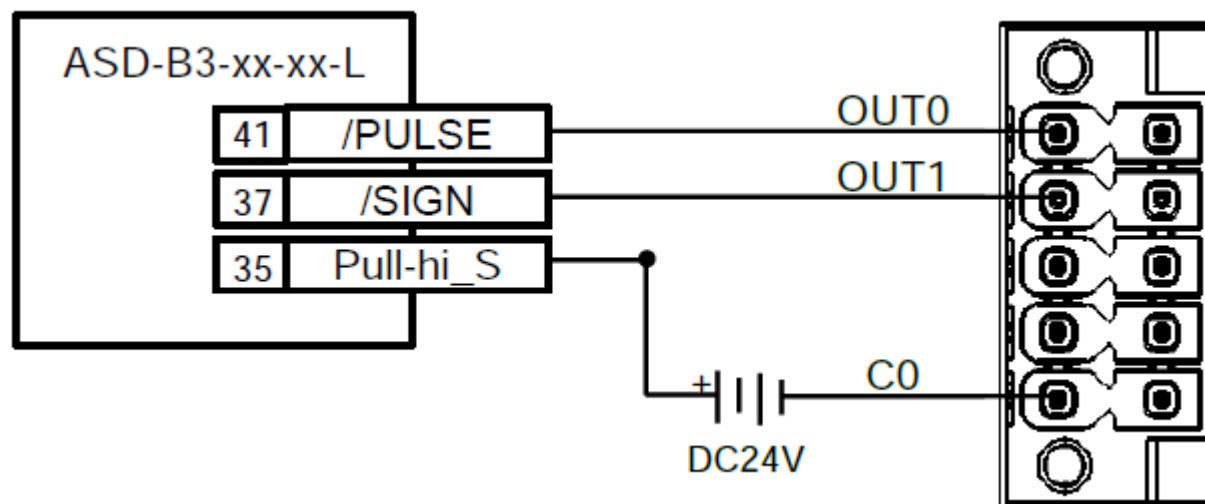 ASD-B3-xx-xx-L
41 /PULSE OUT0
37 /SIGN OUT1
35 Pull-hi_S
+ C0
DC24V